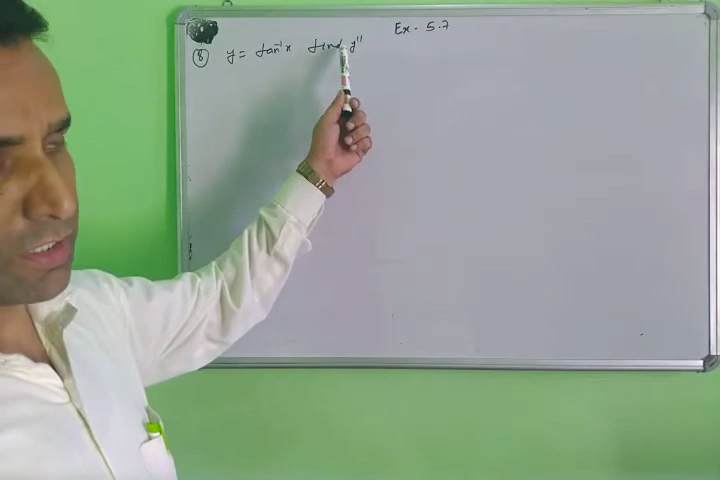 Ex - 5.7
⑧ y = tan⁻¹x find y''